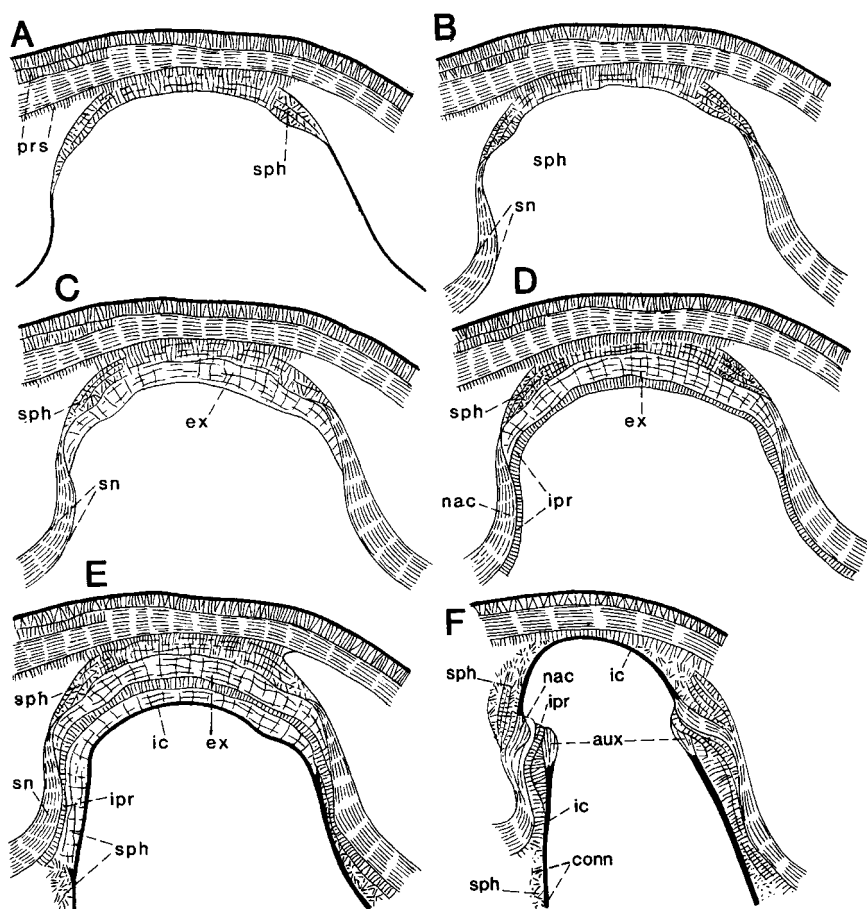 A
prs
sph
B
sph
sn
C
sph
ex
sn
D
sph
ex
nac
ipr
E
sph
ic
ex
sn
ipr
sph
F
sph
nac
ipr
ic
aux
ic
conn
sph